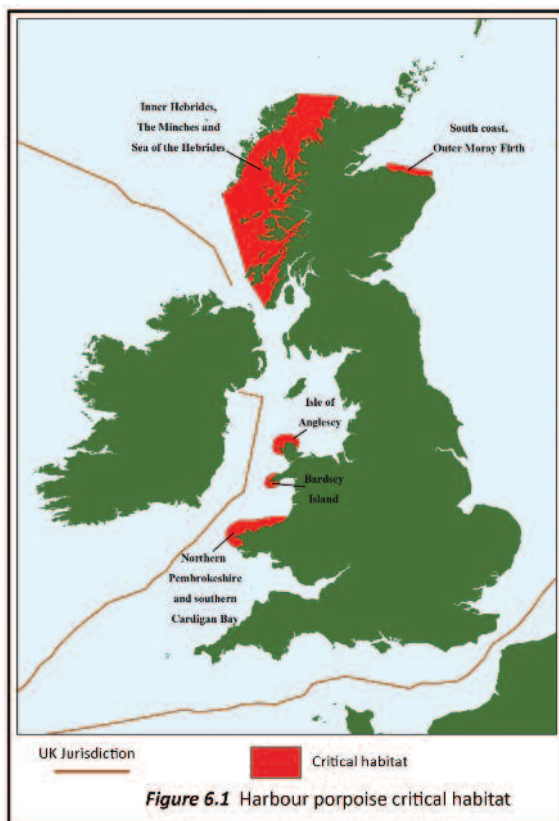 Inner Hebrides,
The Minches and
Sea of the Hebrides
South coast,
Outer Moray Firth
Isle of
Anglesey
Bardsey
Island
Northern
Pembrokeshire
and southern
Cardigan Bay
UK Jurisdiction
Critical habitat
Figure 6.1 Harbour porpoise critical habitat